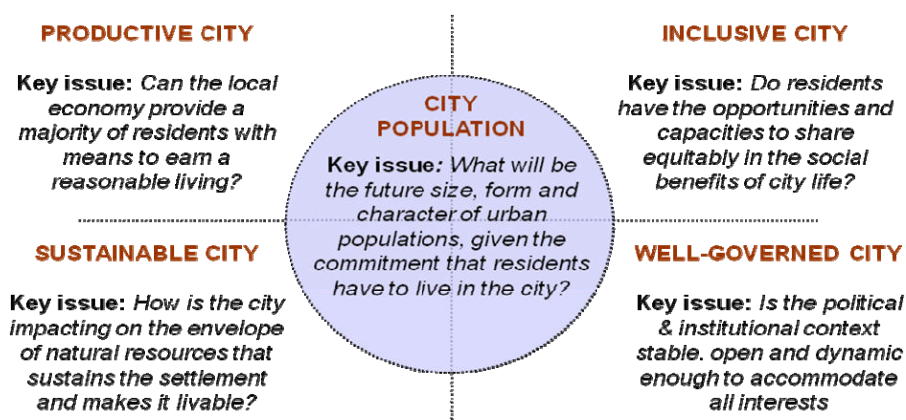 PRODUCTIVE CITY
Key issue: Can the local
economy provide a
majority of residents with
means to earn a
reasonable living?
INCLUSIVE CITY
Key issue: Do residents
have the opportunities and
capacities to share
equitably in the social
benefits of city life?
CITY
POPULATION
Key issue: What will be
the future size, form and
character of urban
populations, given the
commitment that residents
have to live in the city?
SUSTAINABLE CITY
Key issue: How is the city
impacting on the envelope
of natural resources that
sustains the settlement
and makes it livable?
WELL-GOVERNED CITY
Key issue: Is the political
& institutional context
stable. open and dynamic
enough to accommodate
all interests